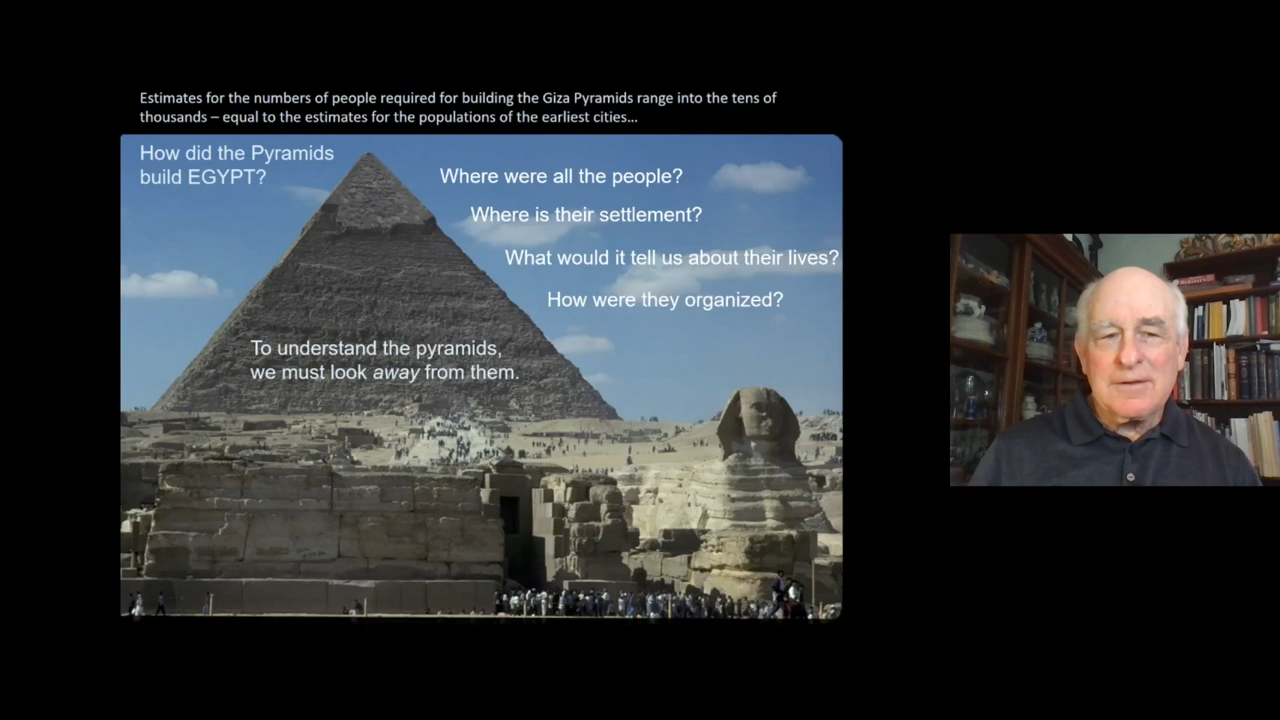 Estimates for the numbers of people required for building the Giza Pyramids range into the tens of
thousands – equal to the estimates for the populations of the earliest cities…
How did the Pyramids
build EGYPT?
Where were all the people?
Where is their settlement?
What would it tell us about their lives?
How were they organized?
To understand the pyramids,
we must look away from them.